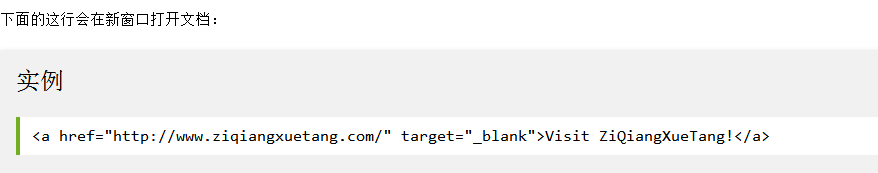 下面的这行会在新窗口打开文档：
实例
<a href="http://www.ziqiangxuetang.com/" target="_blank">Visit ZiQiangXueTang!</a>